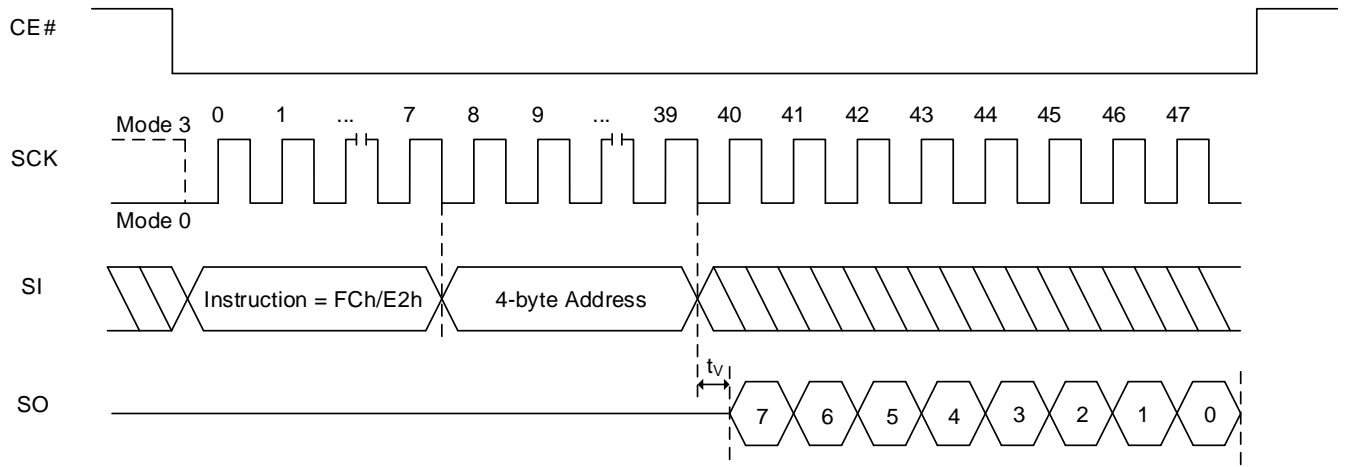 CE#
0 1 ... 7 8 9 ... 39 40 41 42 43 44 45 46 47
Mode 3
SCK
Mode 0
SI
Instruction = FCh/E2h
4-byte Address
tV
SO
7 6 5 4 3 2 1 0